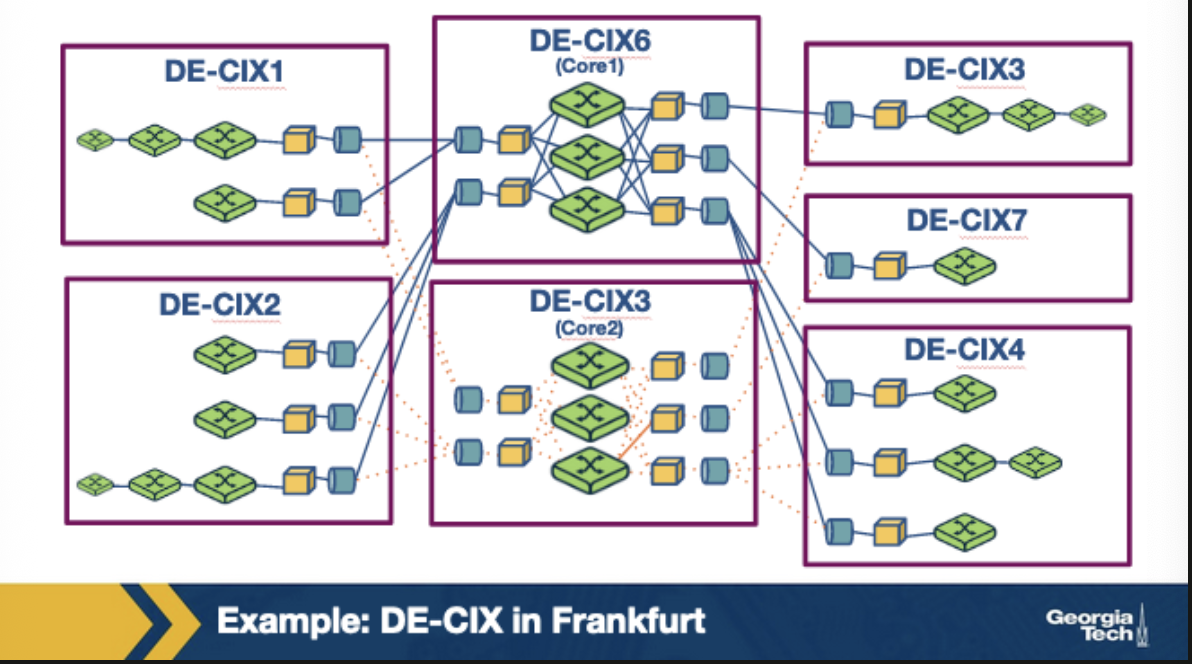 DE-CIX1
DE-CIX6
(Core1)
DE-CIX3
DE-CIX7
DE-CIX2
DE-CIX3
(Core2)
DE-CIX4
Example: DE-CIX in Frankfurt
Georgia
Tech